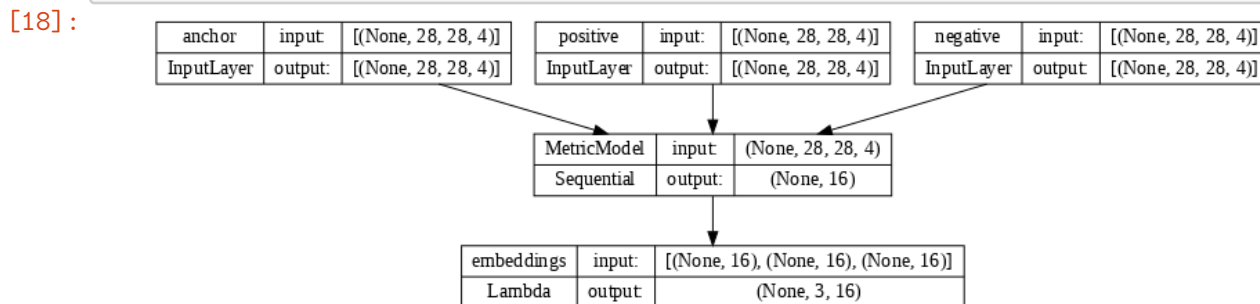 [18]:
anchor input: [(None, 28, 28, 4)] positive input: [(None, 28, 28, 4)] negative input: [(None, 28, 28, 4)]
InputLayer output: [(None, 28, 28, 4)] InputLayer output: [(None, 28, 28, 4)] InputLayer output: [(None, 28, 28, 4)]
MetricModel input: (None, 28, 28, 4)
Sequential output: (None, 16)
embeddings input: [(None, 16), (None, 16), (None, 16)]
Lambda output: (None, 3, 16)